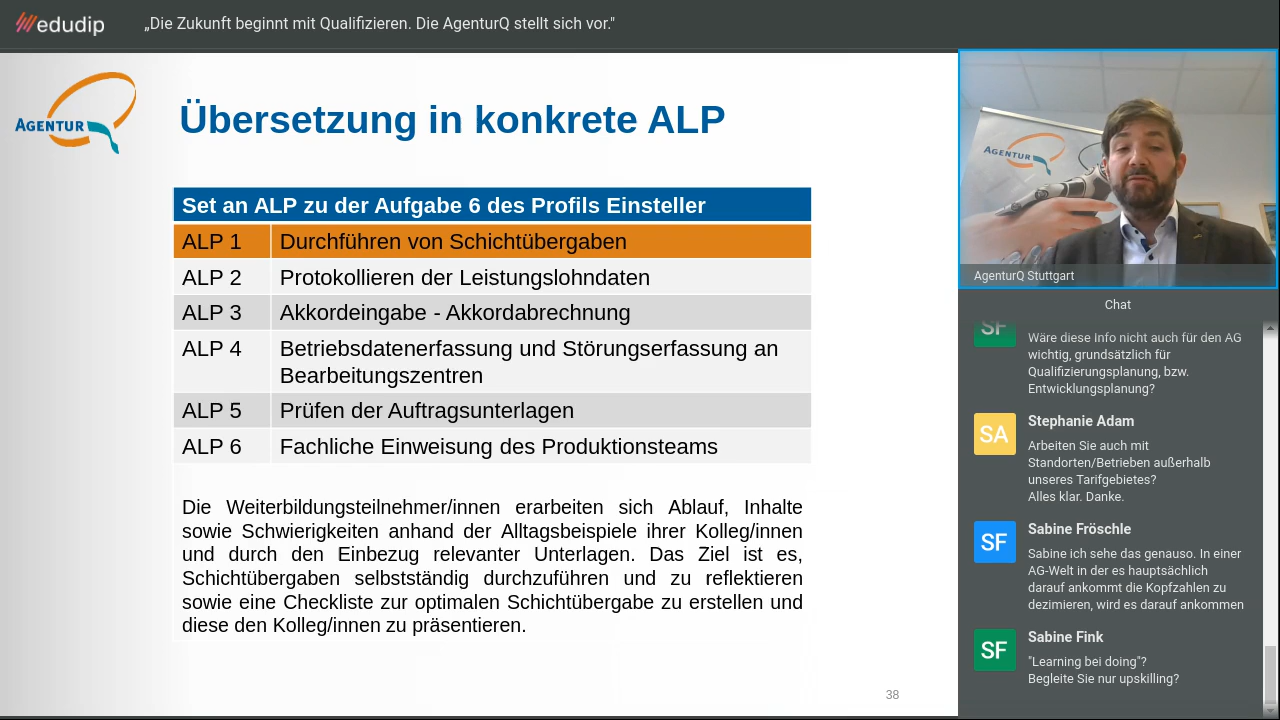 edudip
„Die Zukunft beginnt mit Qualifizieren. Die AgenturQ stellt sich vor."
AGENTUR
Übersetzung in konkrete ALP
Set an ALP zu der Aufgabe 6 des Profils Einsteller
ALP 1 Durchführen von Schichtübergaben
ALP 2 Protokollieren der Leistungslohndaten
ALP 3 Akkordeingabe - Akkordabrechnung
ALP 4 Betriebsdatenerfassung und Störungserfassung an
Bearbeitungszentren
ALP 5 Prüfen der Auftragsunterlagen
ALP 6 Fachliche Einweisung des Produktionsteams
Die Weiterbildungsteilnehmer/innen erarbeiten sich Ablauf, Inhalte
sowie Schwierigkeiten anhand der Alltagsbeispiele ihrer Kolleg/innen
und durch den Einbezug relevanter Unterlagen. Das Ziel ist es,
Schichtübergaben selbstständig durchzuführen und zu reflektieren
sowie eine Checkliste zur optimalen Schichtübergabe zu erstellen und
diese den Kolleg/innen zu präsentieren.
38
AGENTUR
AgenturQ Stuttgart
Chat
SF
Wäre diese Info nicht auch für den AG
wichtig, grundsätzlich für
Qualifizierungsplanung, bzw.
Entwicklungsplanung?
SA
Stephanie Adam
Arbeiten Sie auch mit
Standorten/Betrieben außerhalb
unseres Tarifgebietes?
Alles klar. Danke.
SF
Sabine Fröschle
Sabine ich sehe das genauso. In einer
AG-Welt in der es hauptsächlich
darauf ankommt die Kopfzahlen zu
dezimieren, wird es darauf ankommen
SF
Sabine Fink
"Learning bei doing"?
Begleite Sie nur upskilling?